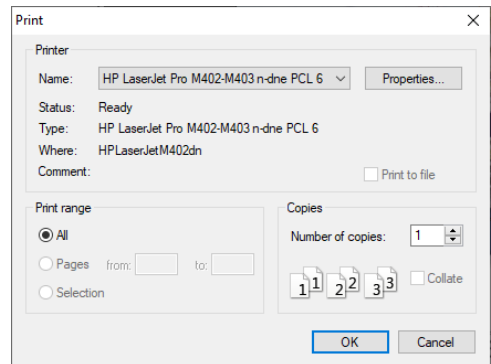 Print
Printer
Name: HP LaserJet Pro M402-M403 n-dne PCL 6 Properties...
Status: Ready
Type: HP LaserJet Pro M402-M403 n-dne PCL 6
Where: HPLaserJetM402dn
Comment: Print to file
Print range
All
Pages from: to:
Selection
Copies
Number of copies: 1
1 1 2 2 3 3 Collate
OK Cancel